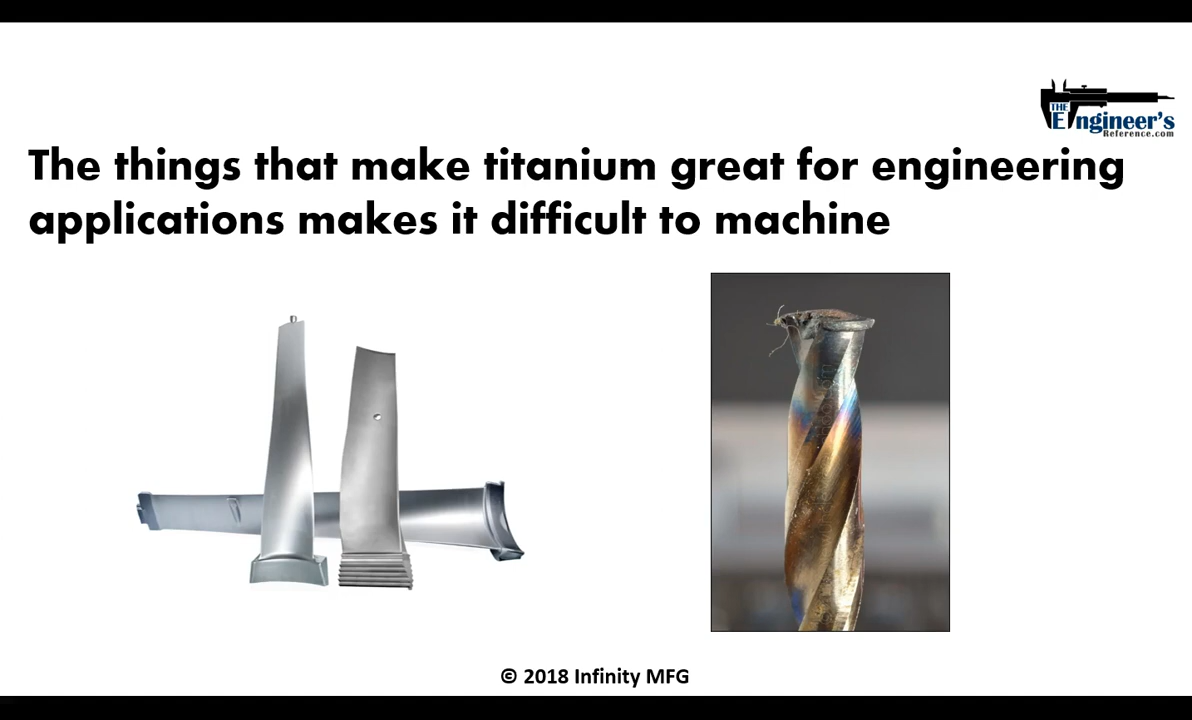 THE
Engineer's
Reference.com
The things that make titanium great for engineering
applications makes it difficult to machine
© 2018 Infinity MFG